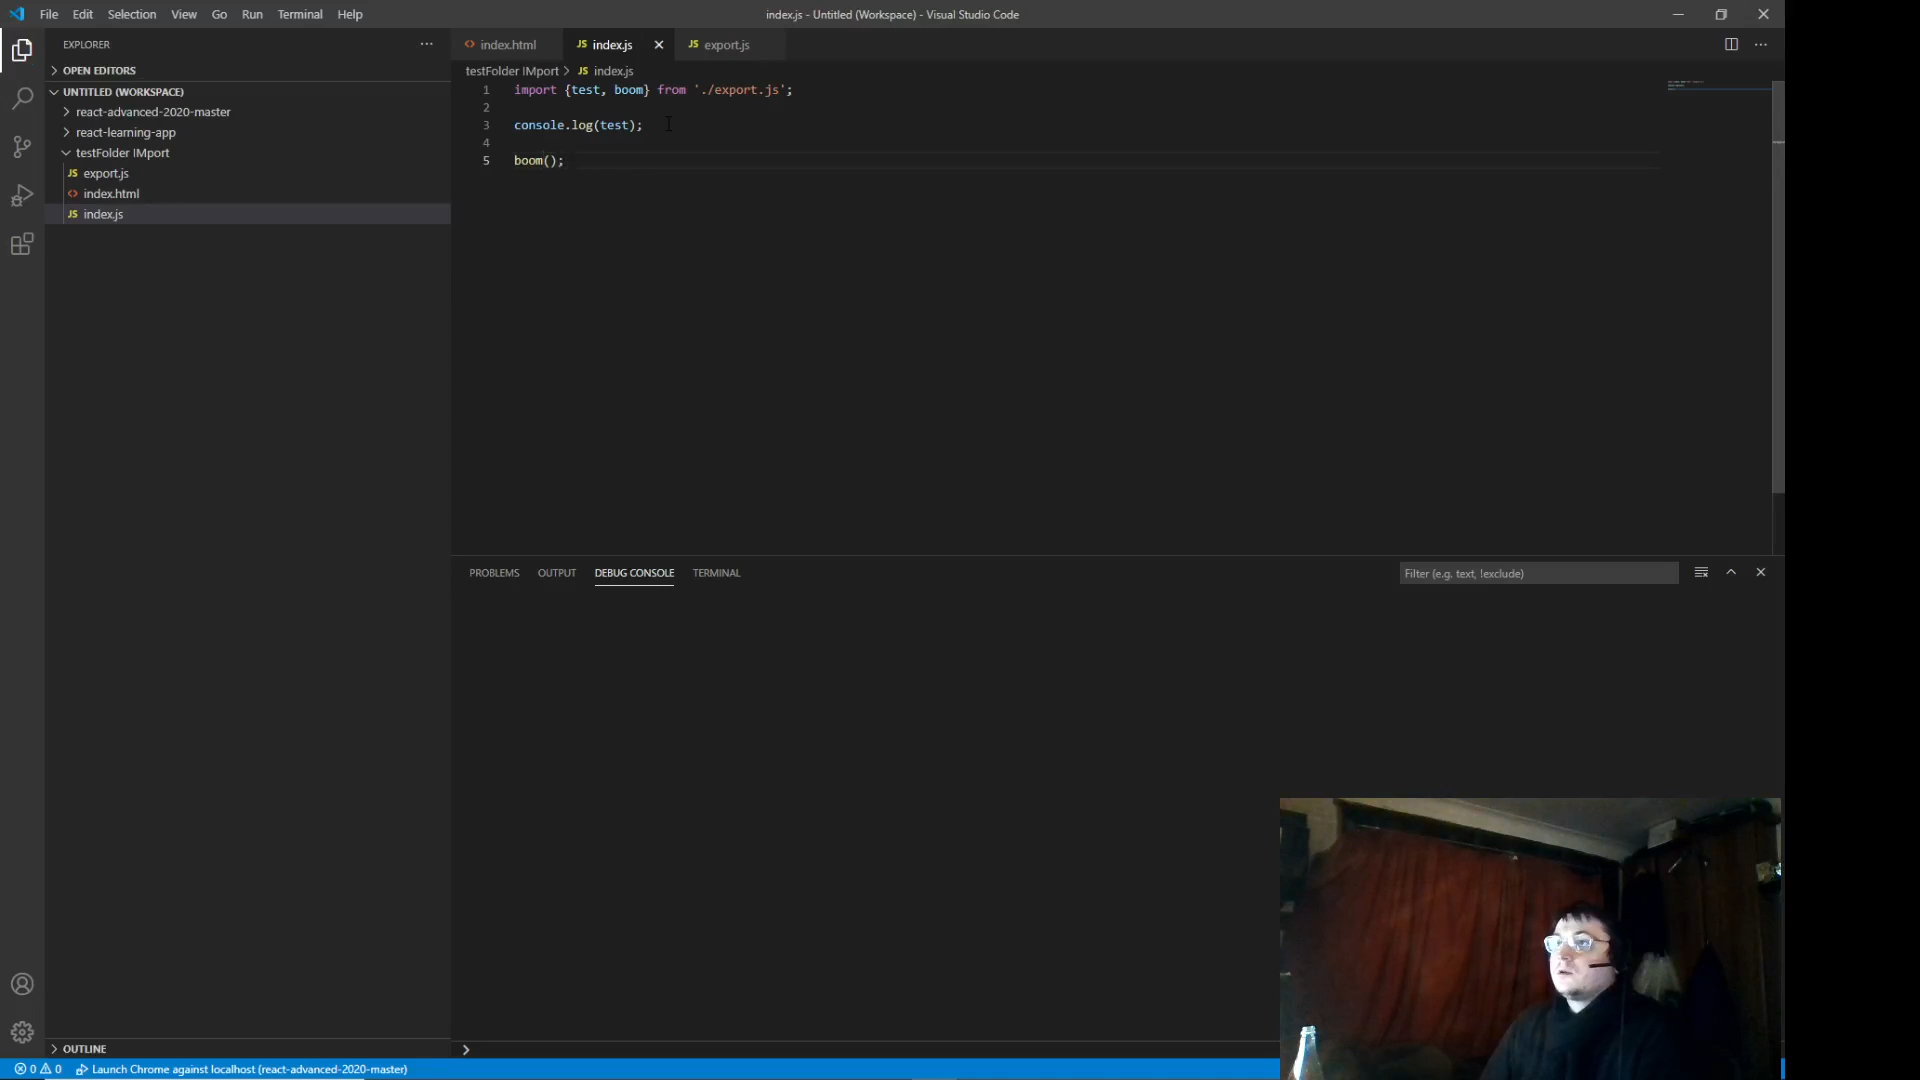 File Edit Selection View Go Run Terminal Help
index.js - Untitled (Workspace) - Visual Studio Code
EXPLORER
OPEN EDITORS
UNTITLED (WORKSPACE)
react-advanced-2020-master
react-learning-app
testFolder IMport
JS export.js
index.html
JS index.js
OUTLINE
index.html
JS index.js
JS export.js
testFolder IMport > JS index.js
1 import {test, boom} from './export.js';
2
3 console.log(test);
4
5 boom();
PROBLEMS OUTPUT DEBUG CONSOLE TERMINAL
Filter (e.g. text, !exclude)
0 0 Launch Chrome against localhost (react-advanced-2020-master)